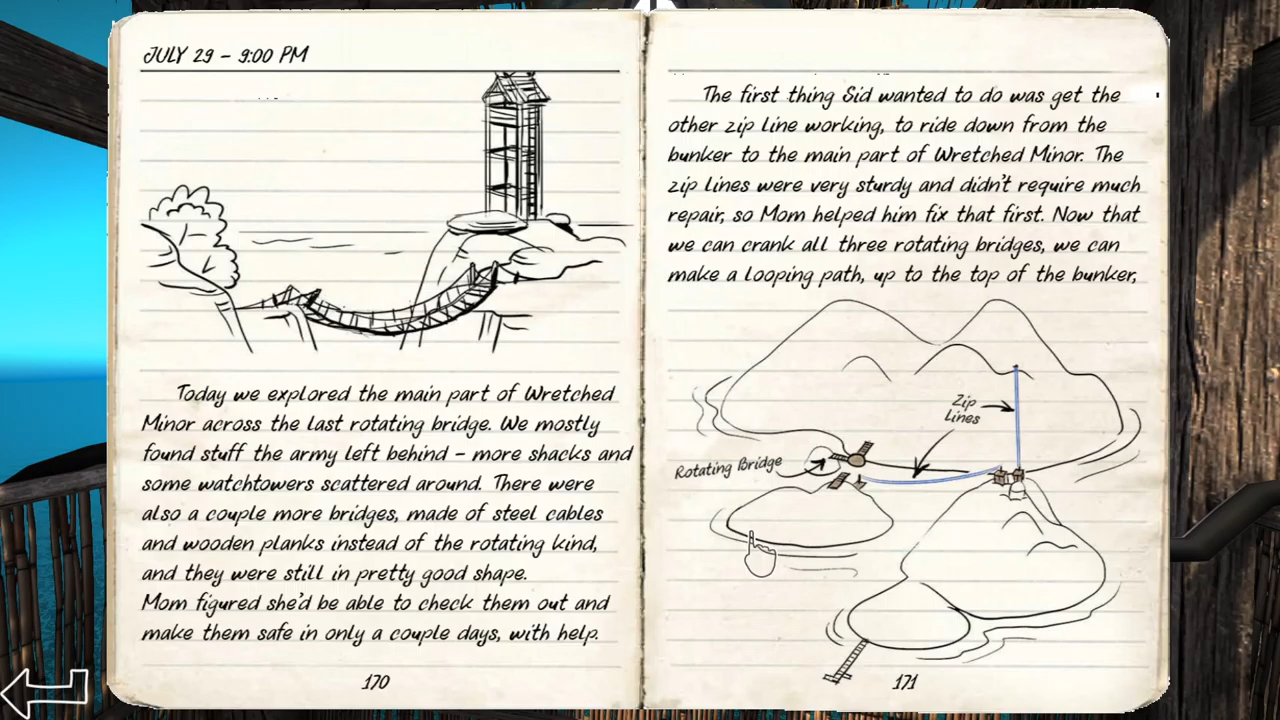 JULY 29 - 9:00 PM
Today we explored the main part of Wretched
Minor across the last rotating bridge. We mostly
found stuff the army left behind - more shacks and
some watchtowers scattered around. There were
also a couple more bridges, made of steel cables
and wooden planks instead of the rotating kind,
and they were still in pretty good shape.
Mom figured she'd be able to check them out and
make them safe in only a couple days, with help.
170
The first thing Sid wanted to do was get the
other zip line working, to ride down from the
bunker to the main part of Wretched Minor. The
zip lines were very sturdy and didn't require much
repair, so Mom helped him fix that first. Now that
we can crank all three rotating bridges, we can
make a looping path, up to the top of the bunker,
Zip
Lines
Rotating Bridge
171